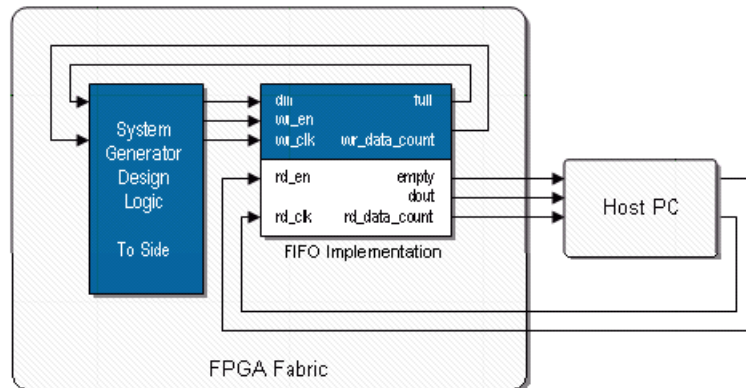 System
Generator
Design
Logic
To Side
din full
wr_en
wr_clk wr_data_count
rd_en empty
dout
rd_clk rd_data_count
FIFO Implementation
Host PC
FPGA Fabric